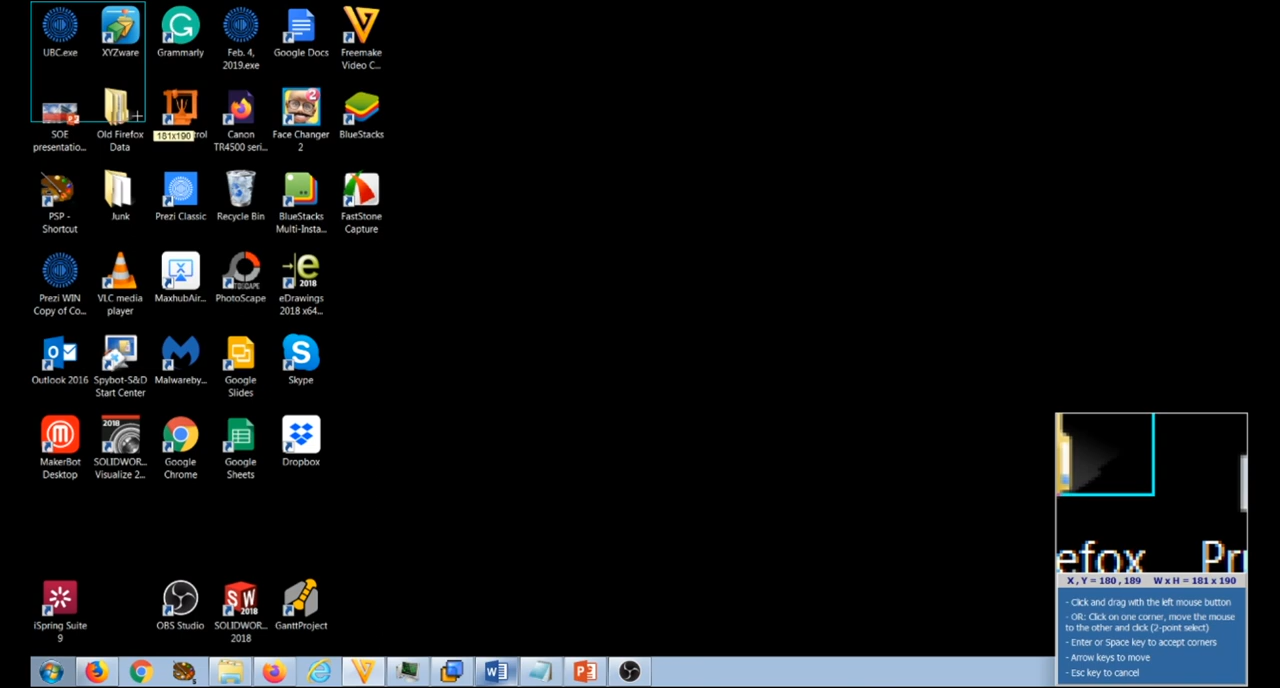 UBC.exe
XYZware
Grammarly
Feb. 4,
2019.exe
Google Docs
Freemake
Video C...
SOE
presentatio...
Old Firefox
Data
181x190
rol
Canon
TR4500 seri...
Face Changer
2
BlueStacks
PSP -
Shortcut
Junk
Prezi Classic
Recycle Bin
BlueStacks
Multi-Insta...
FastStone
Capture
Prezi WIN
Copy of Co...
VLC media
player
MaxhubAir...
PhotoScape
eDrawings
2018 x64...
Outlook 2016
Spybot-S&D
Start Center
Malwareby...
Google
Slides
Skype
MakerBot
Desktop
SOLIDWOR...
Visualize 2...
Google
Chrome
Google
Sheets
Dropbox
iSpring Suite
9
OBS Studio
SOLIDWOR...
2018
GanttProject
efox Pr
X , Y = 180 , 189 W x H = 181 x 190
- Click and drag with the left mouse button
- OR: Click on one corner, move the mouse
to the other and click (2-point select)
- Enter or Space key to accept corners
- Arrow keys to move
- Esc key to cancel